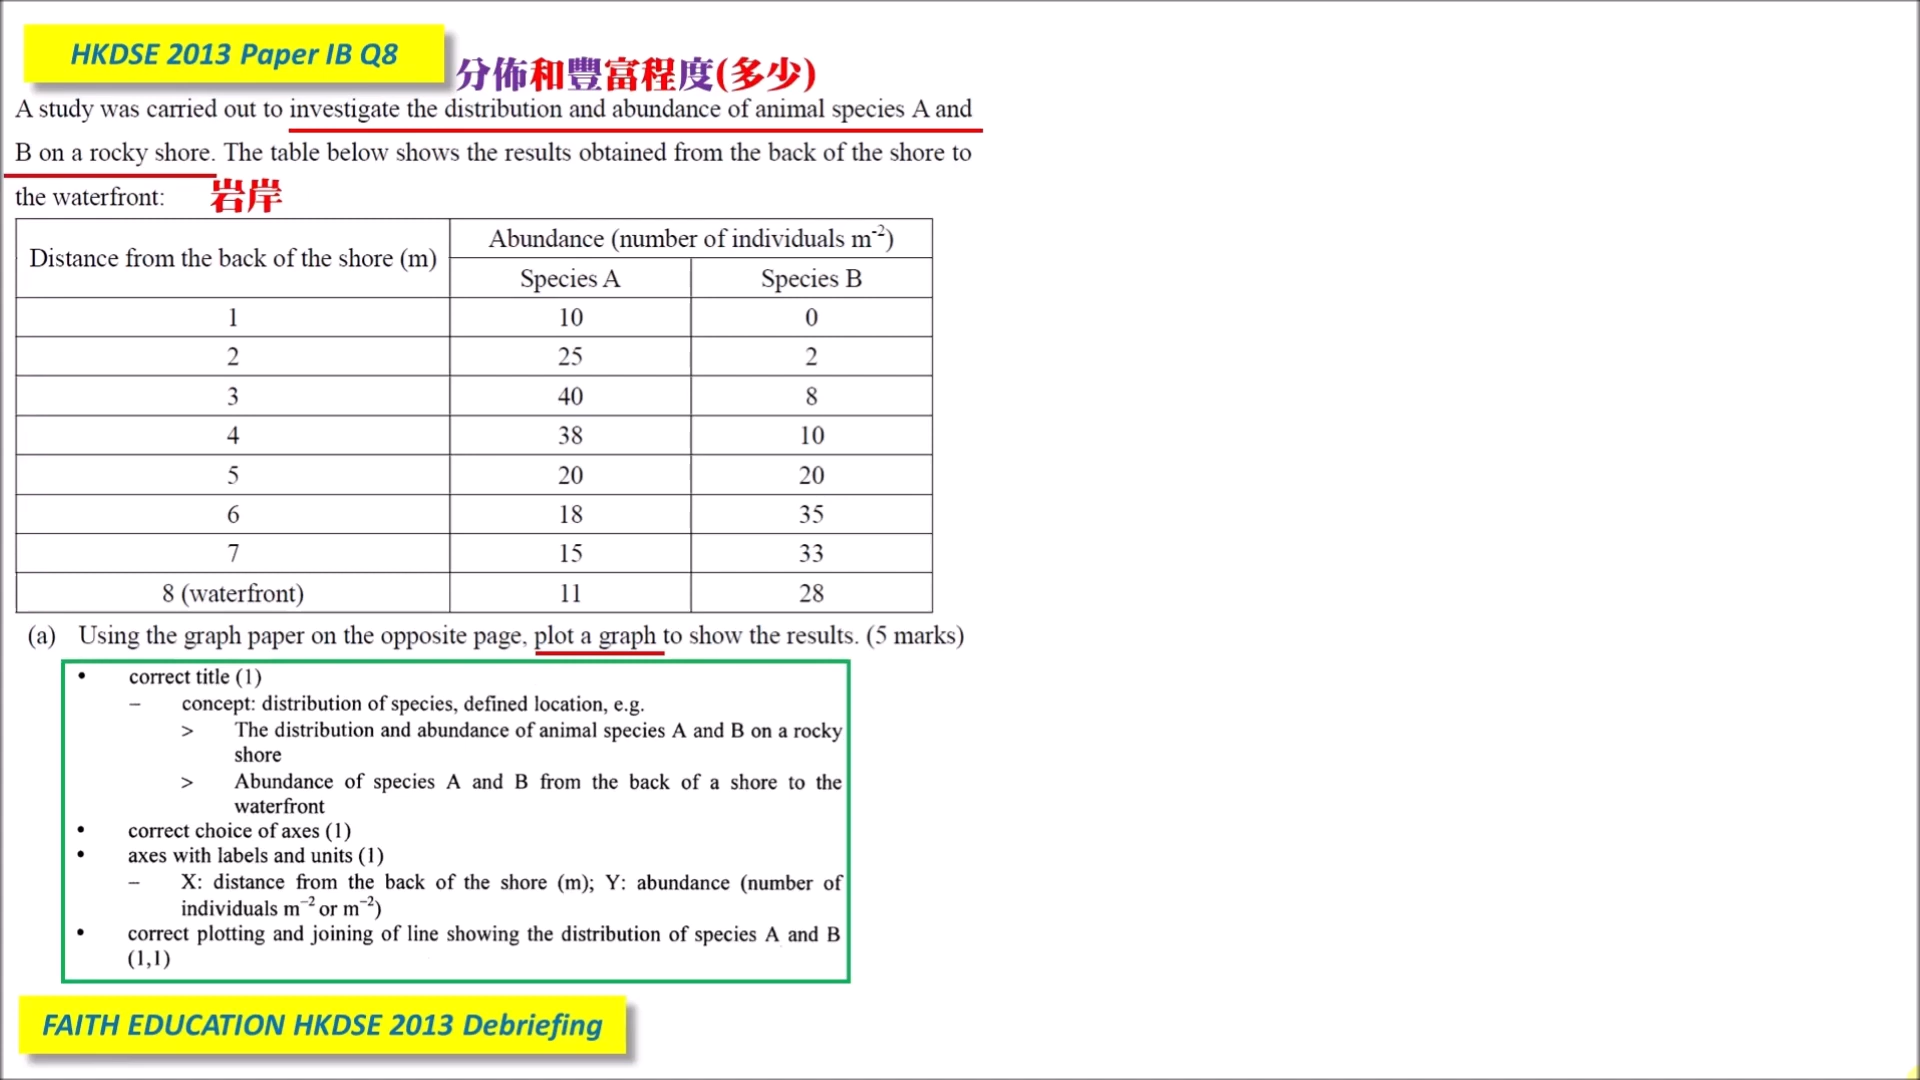 HKDSE 2013 Paper IB Q8
分佈和豐富程度(多少)
A study was carried out to investigate the distribution and abundance of animal species A and
B on a rocky shore. The table below shows the results obtained from the back of the shore to
the waterfront:
岩岸
Distance from the back of the shore (m)
Abundance (number of individuals m⁻²)
Species A Species B
1 10 0
2 25 2
3 40 8
4 38 10
5 20 20
6 18 35
7 15 33
8 (waterfront) 11 28
(a) Using the graph paper on the opposite page, plot a graph to show the results. (5 marks)
• correct title (1)
– concept: distribution of species, defined location, e.g.
> The distribution and abundance of animal species A and B on a rocky
shore
> Abundance of species A and B from the back of a shore to the
waterfront
• correct choice of axes (1)
• axes with labels and units (1)
– X: distance from the back of the shore (m); Y: abundance (number of
individuals m⁻² or m⁻²)
• correct plotting and joining of line showing the distribution of species A and B
(1,1)
FAITH EDUCATION HKDSE 2013 Debriefing